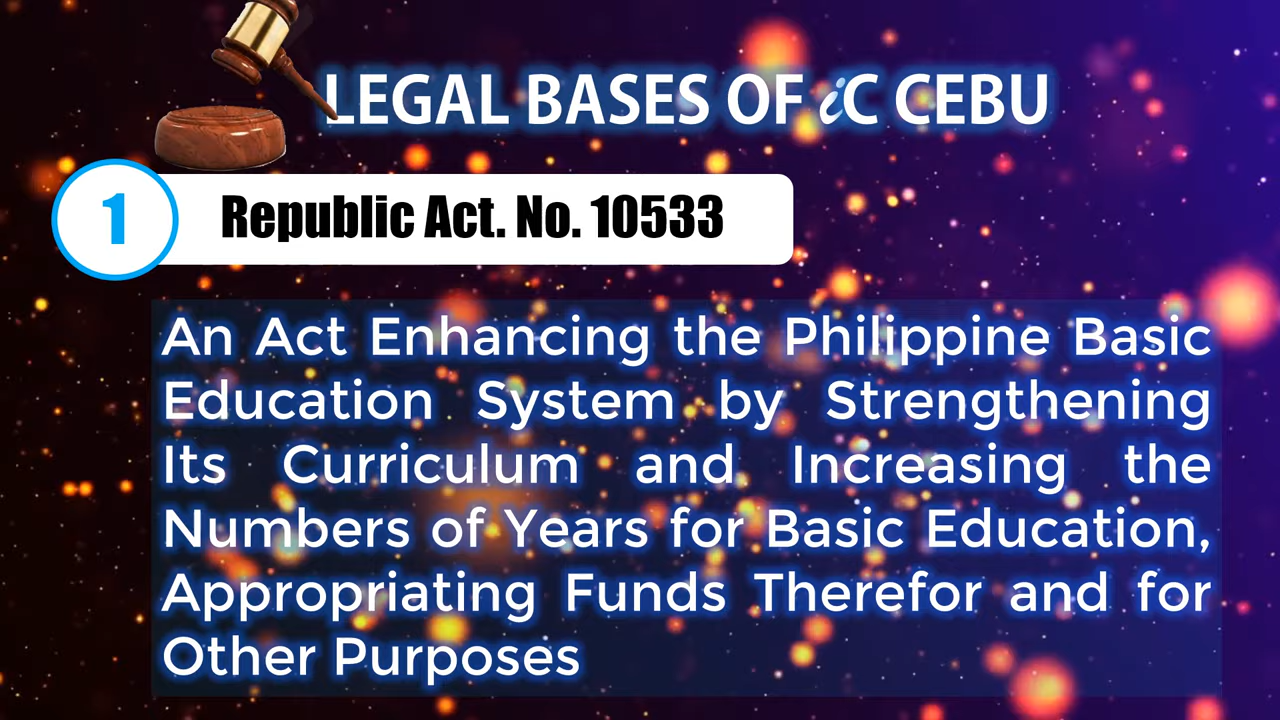 LEGAL BASES OF iC CEBU
1
Republic Act. No. 10533
An Act Enhancing the Philippine Basic
Education System by Strengthening
Its Curriculum and Increasing the
Numbers of Years for Basic Education,
Appropriating Funds Therefor and for
Other Purposes